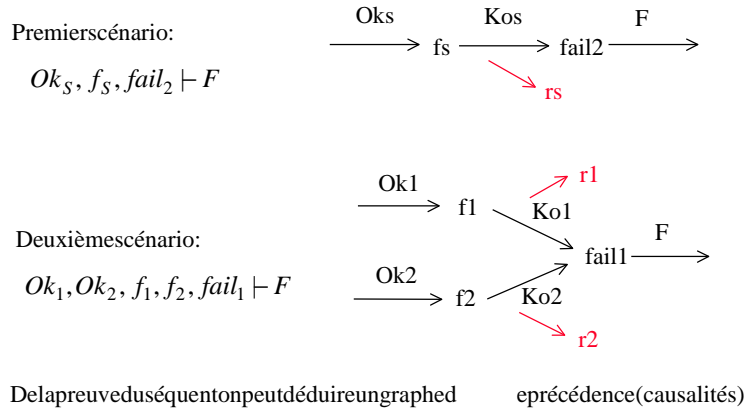 Premierscénario:
Ok_S, f_S, fail_2 ⊢ F
Oks
fs
Kos
fail2
F
rs
Deuxièmescénario:
Ok_1,Ok_2, f_1, f_2, fail_1 ⊢ F
Ok1
f1
Ko1
r1
fail1
F
Ok2
f2
Ko2
r2
Delapreuveduséquentonpeutdéduireungraphed eprécédence(causalités)